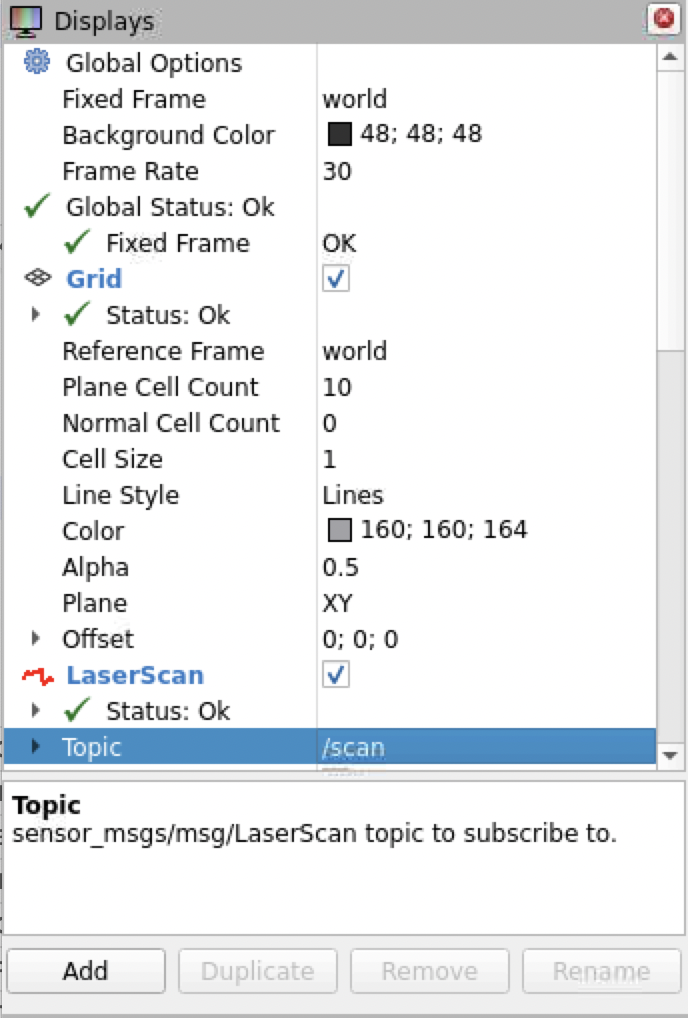 Displays
Global Options
Fixed Frame world
Background Color 48; 48; 48
Frame Rate 30
Global Status: Ok
Fixed Frame OK
Grid
Status: Ok
Reference Frame world
Plane Cell Count 10
Normal Cell Count 0
Cell Size 1
Line Style Lines
Color 160; 160; 164
Alpha 0.5
Plane XY
Offset 0; 0; 0
LaserScan
Status: Ok
Topic /scan
Topic
sensor_msgs/msg/LaserScan topic to subscribe to.
Add Duplicate Remove Rename